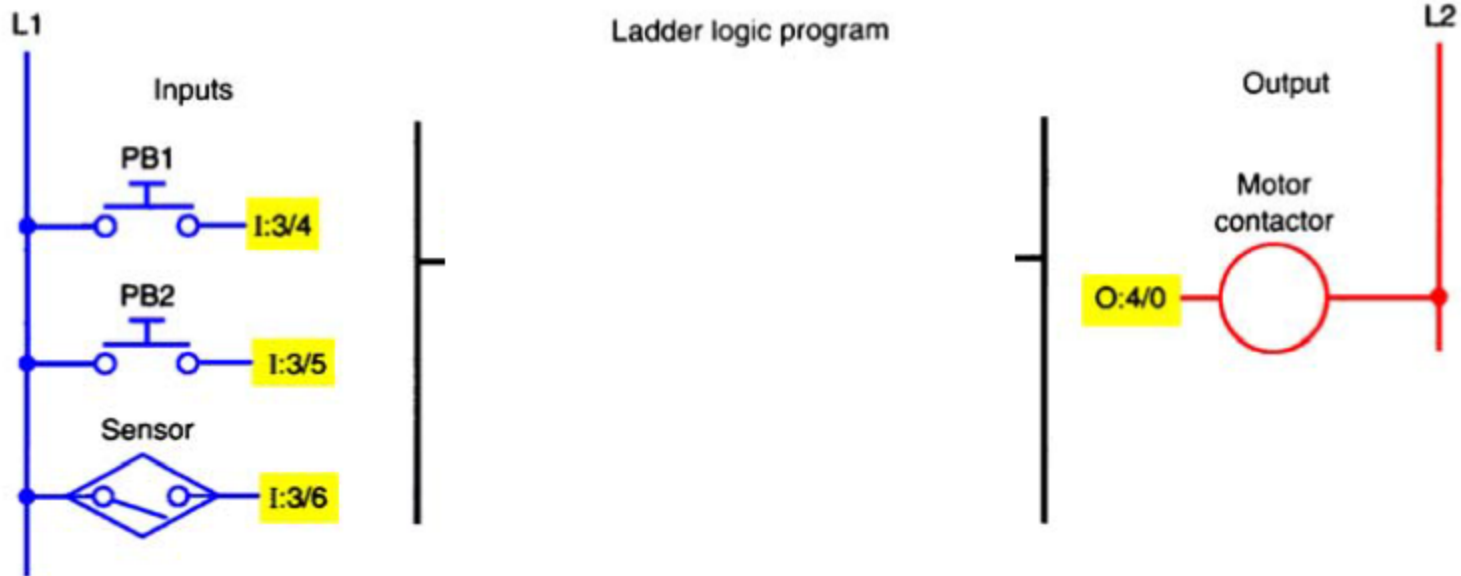 L1
Ladder logic program
L2
Inputs
Output
PB1
I:3/4
Motor
contactor
PB2
O:4/0
I:3/5
Sensor
I:3/6